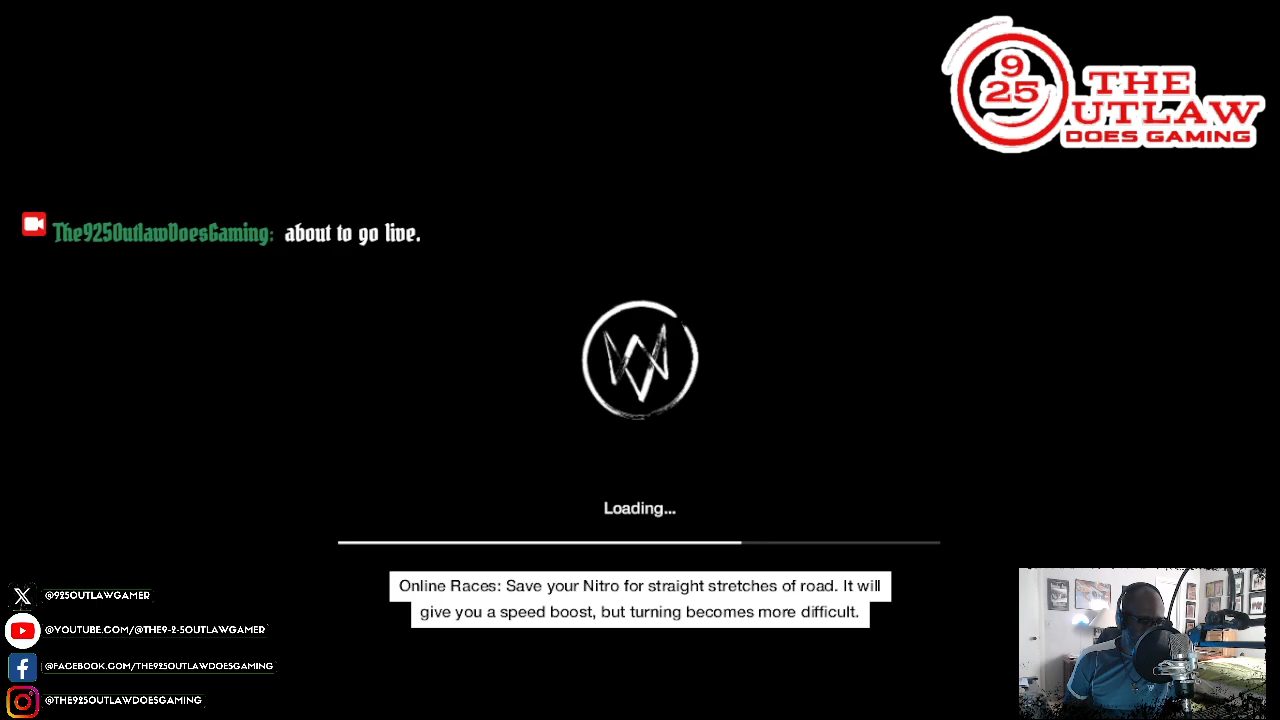 9
25
THE
OUTLAW
DOES GAMING
The925OutlawDoesGaming: about to go live.
Loading...
Online Races: Save your Nitro for straight stretches of road. It will
give you a speed boost, but turning becomes more difficult.
@925OUTLAWGAMER
@YOUTUBE.COM/@THE9-2-5OUTLAWGAMER
@FACEBOOK.COM/THE925OUTLAWDOESGAMING
@THE925OUTLAWDOESGAMING